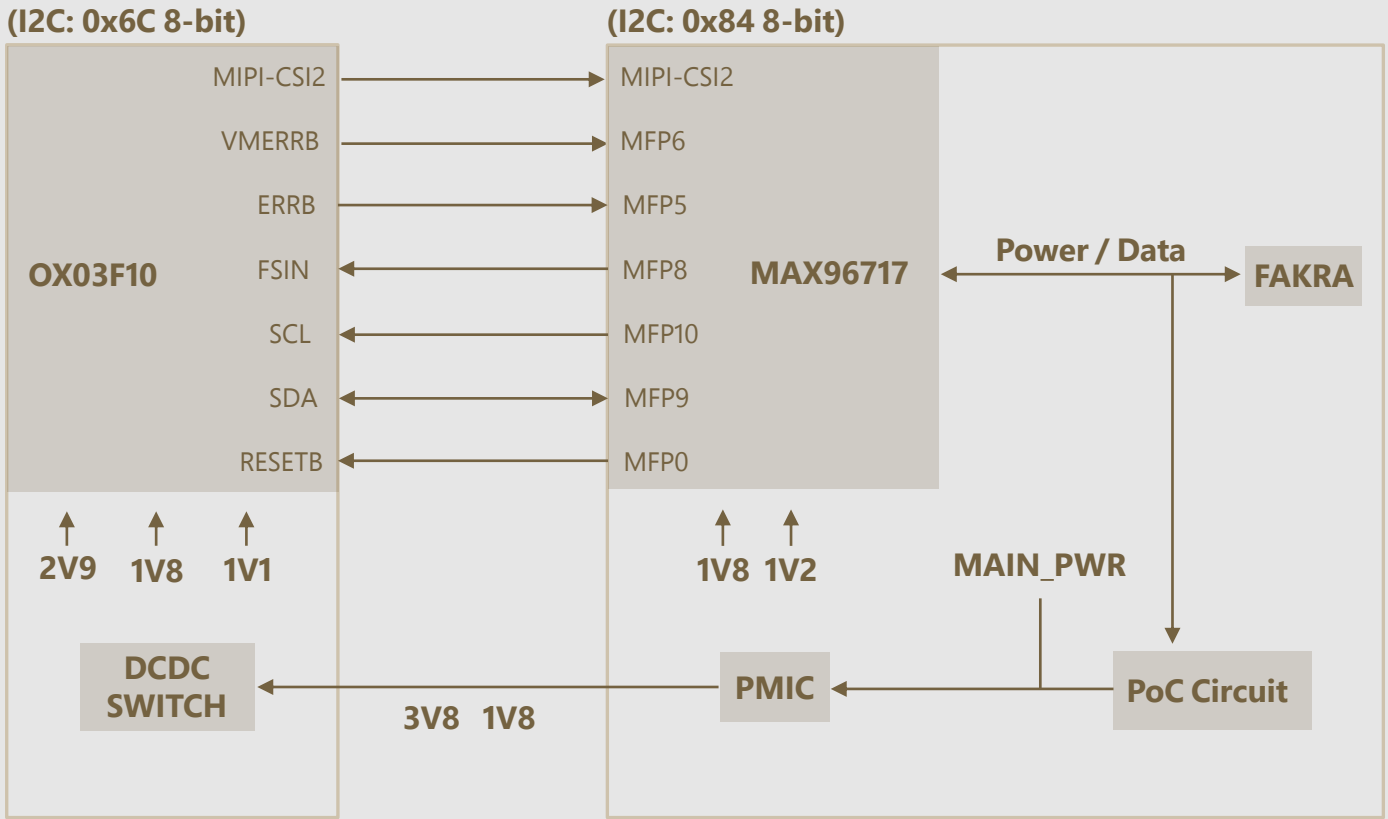 (I2C: 0x6C 8-bit)
(I2C: 0x84 8-bit)
MIPI-CSI2
MIPI-CSI2
VMERRB
MFP6
ERRB
MFP5
OX03F10
FSIN
MFP8
MAX96717
Power / Data
FAKRA
SCL
MFP10
SDA
MFP9
RESETB
MFP0
2V9
1V8
1V1
1V8
1V2
MAIN_PWR
DCDC
SWITCH
3V8 1V8
PMIC
PoC Circuit